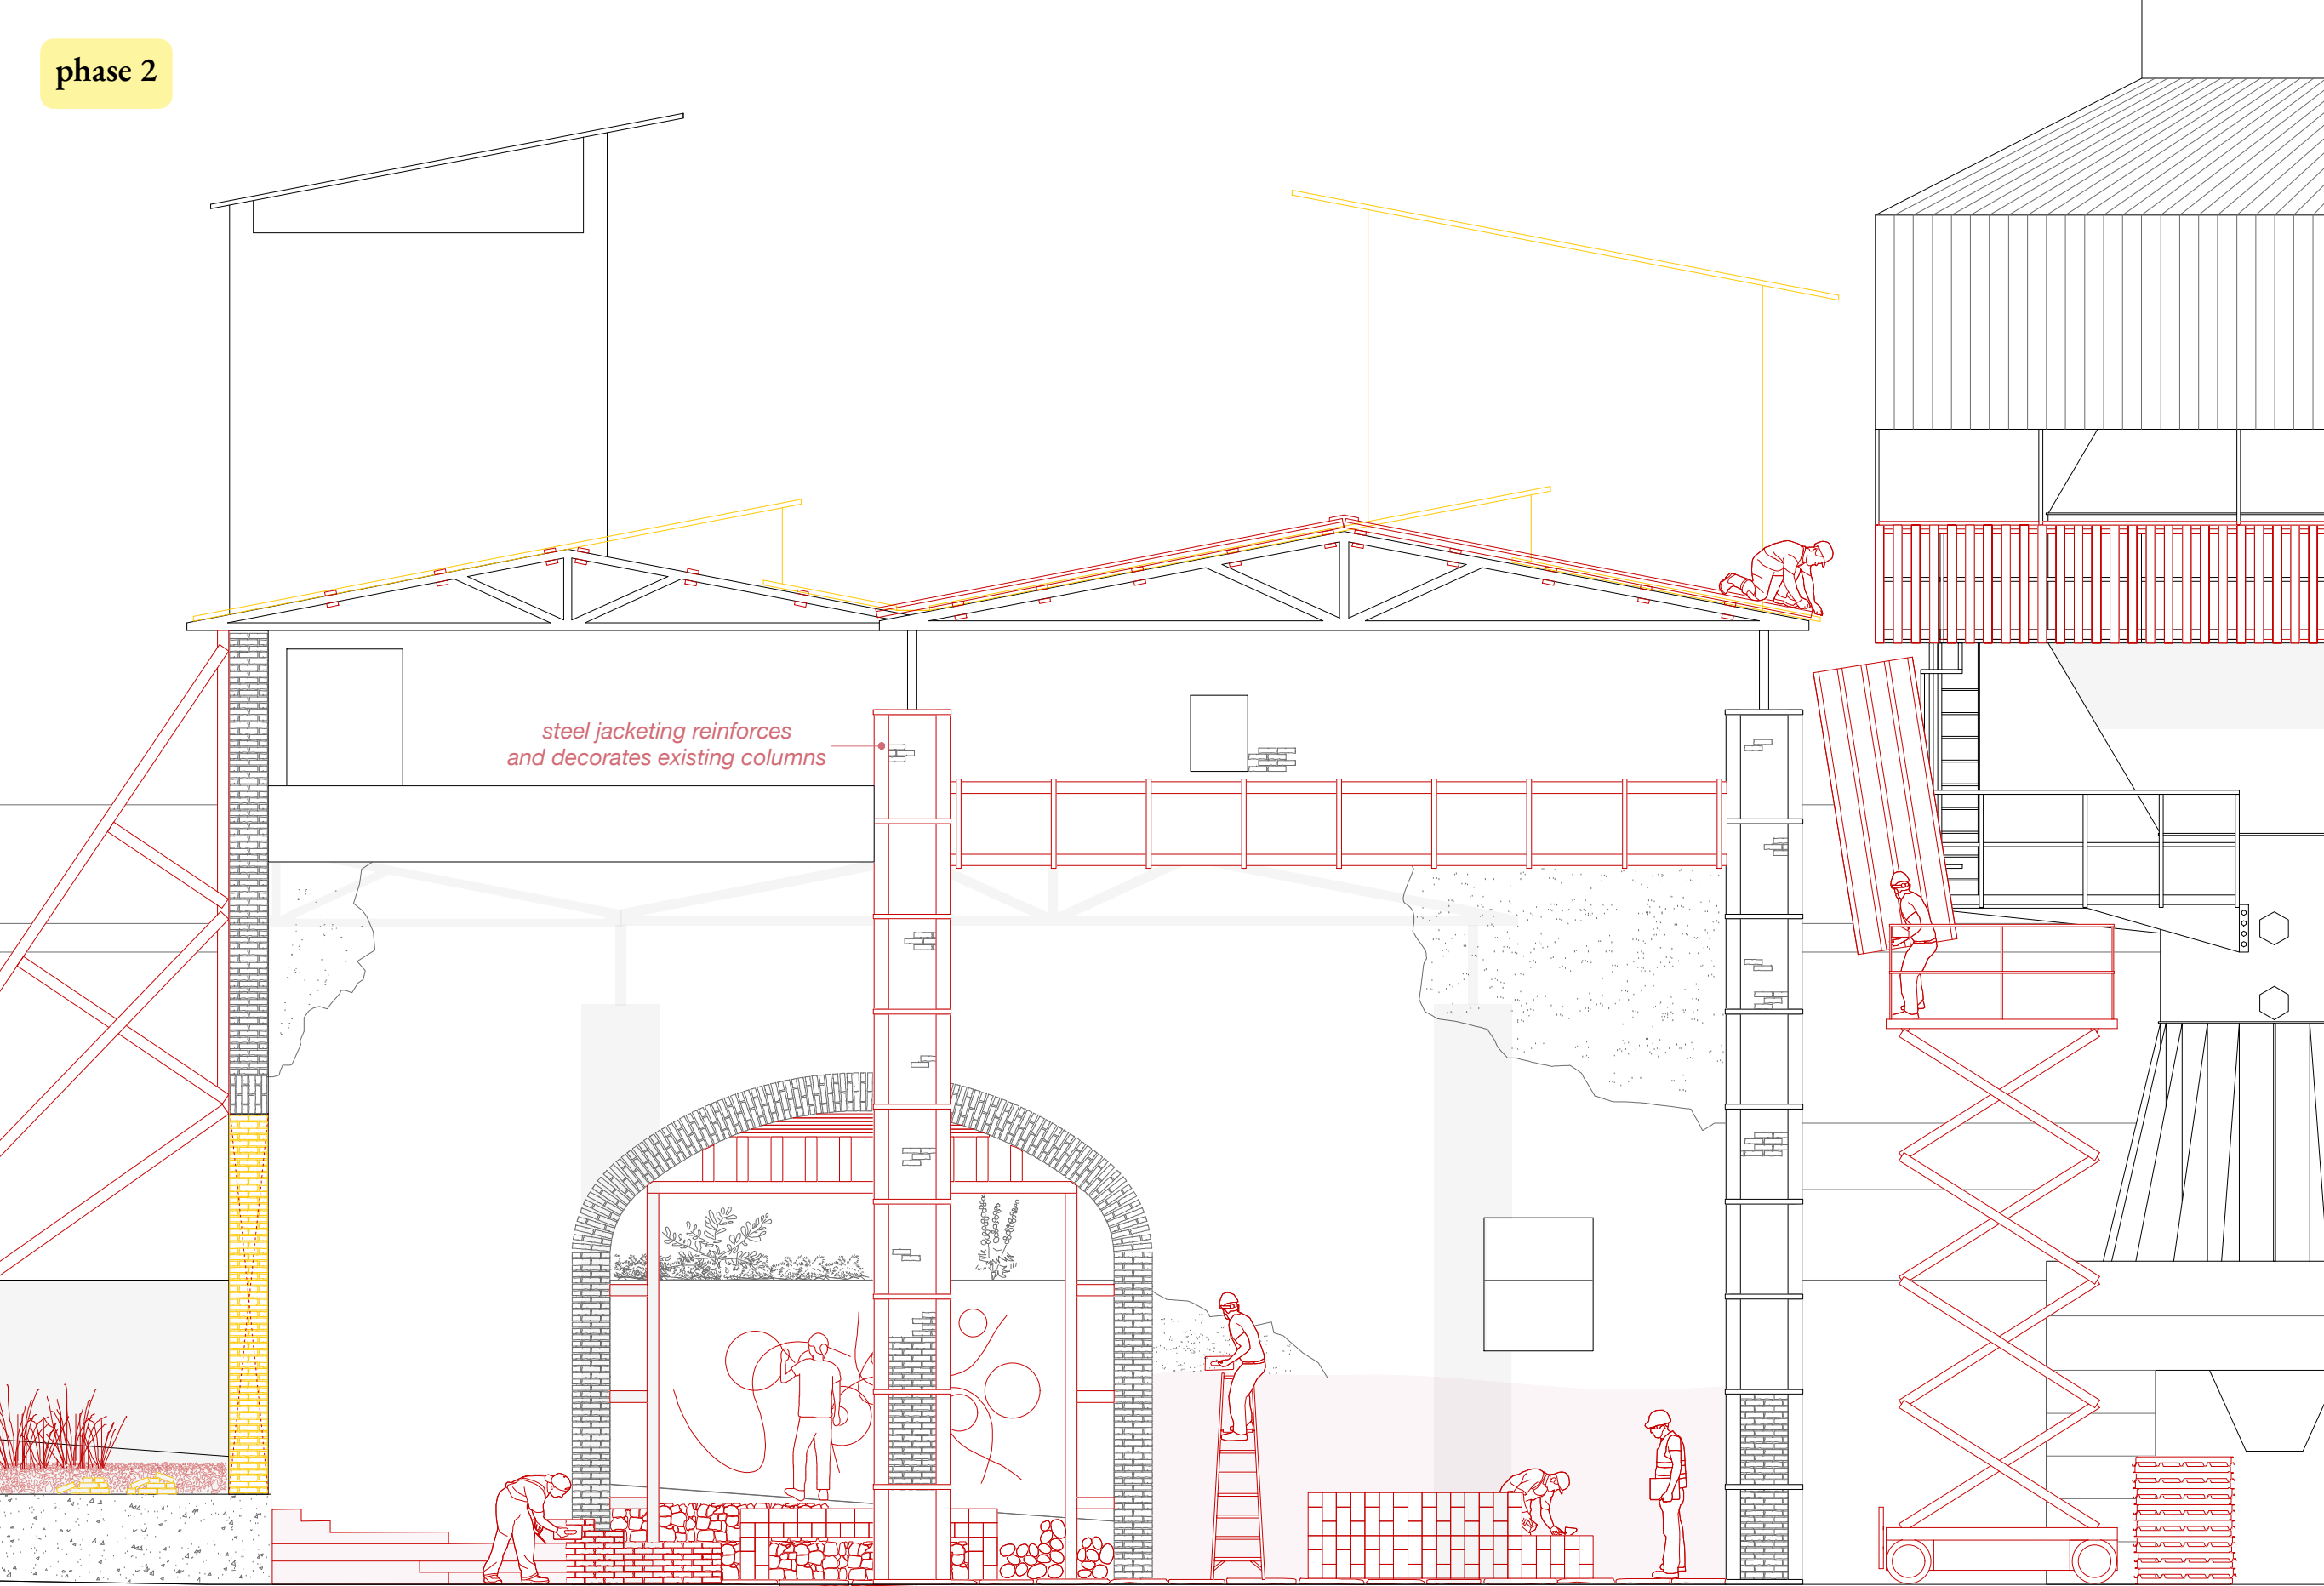 phase 2
steel jacketing reinforces
and decorates existing columns